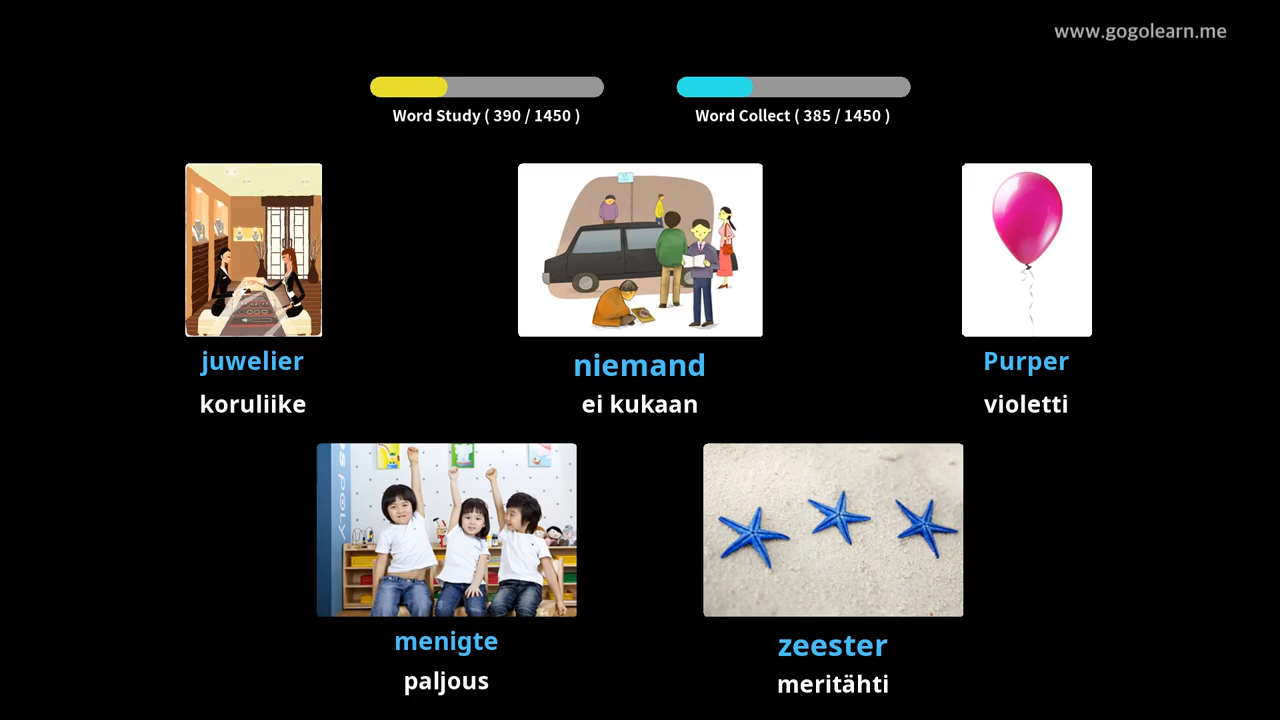 www.gogolearn.me
Word Study ( 390 / 1450 )
Word Collect ( 385 / 1450 )
juwelier
koruliike
niemand
ei kukaan
Purper
violetti
POLY
menigte
paljous
zeester
meritähti